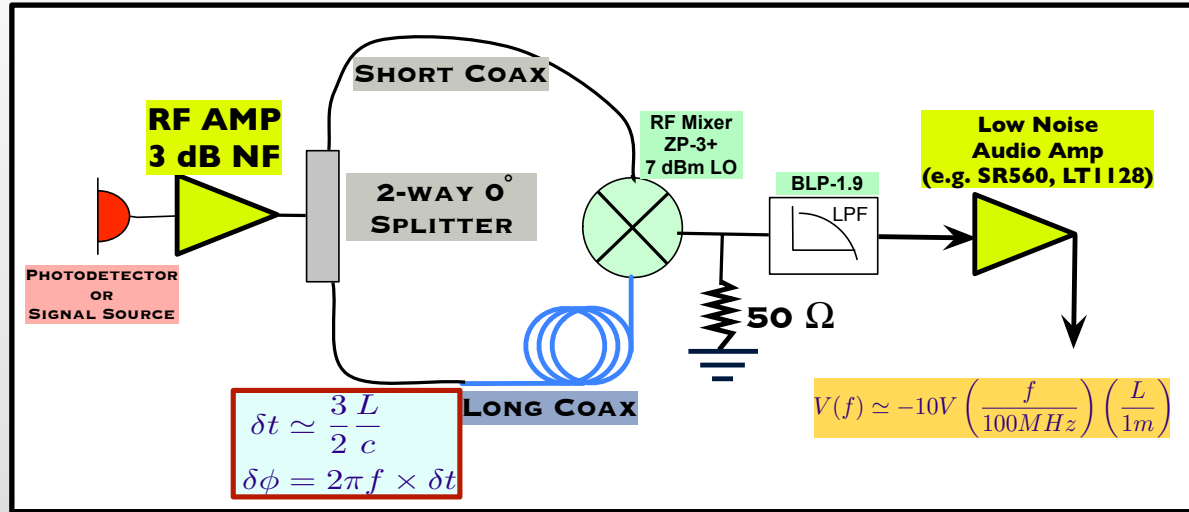 Short Coax
RF AMP
3 dB NF
RF Mixer
ZP-3+
7 dBm LO
Low Noise
Audio Amp
(e.g. SR560, LT1128)
BLP-1.9
LPF
2-way 0°
Splitter
Photodetector
or
Signal Source
50 Ω
Long Coax
δt ≃ 3/2 L/c
δφ = 2πf × δt
V(f) ≃ −10V (f/100MHz) (L/1m)